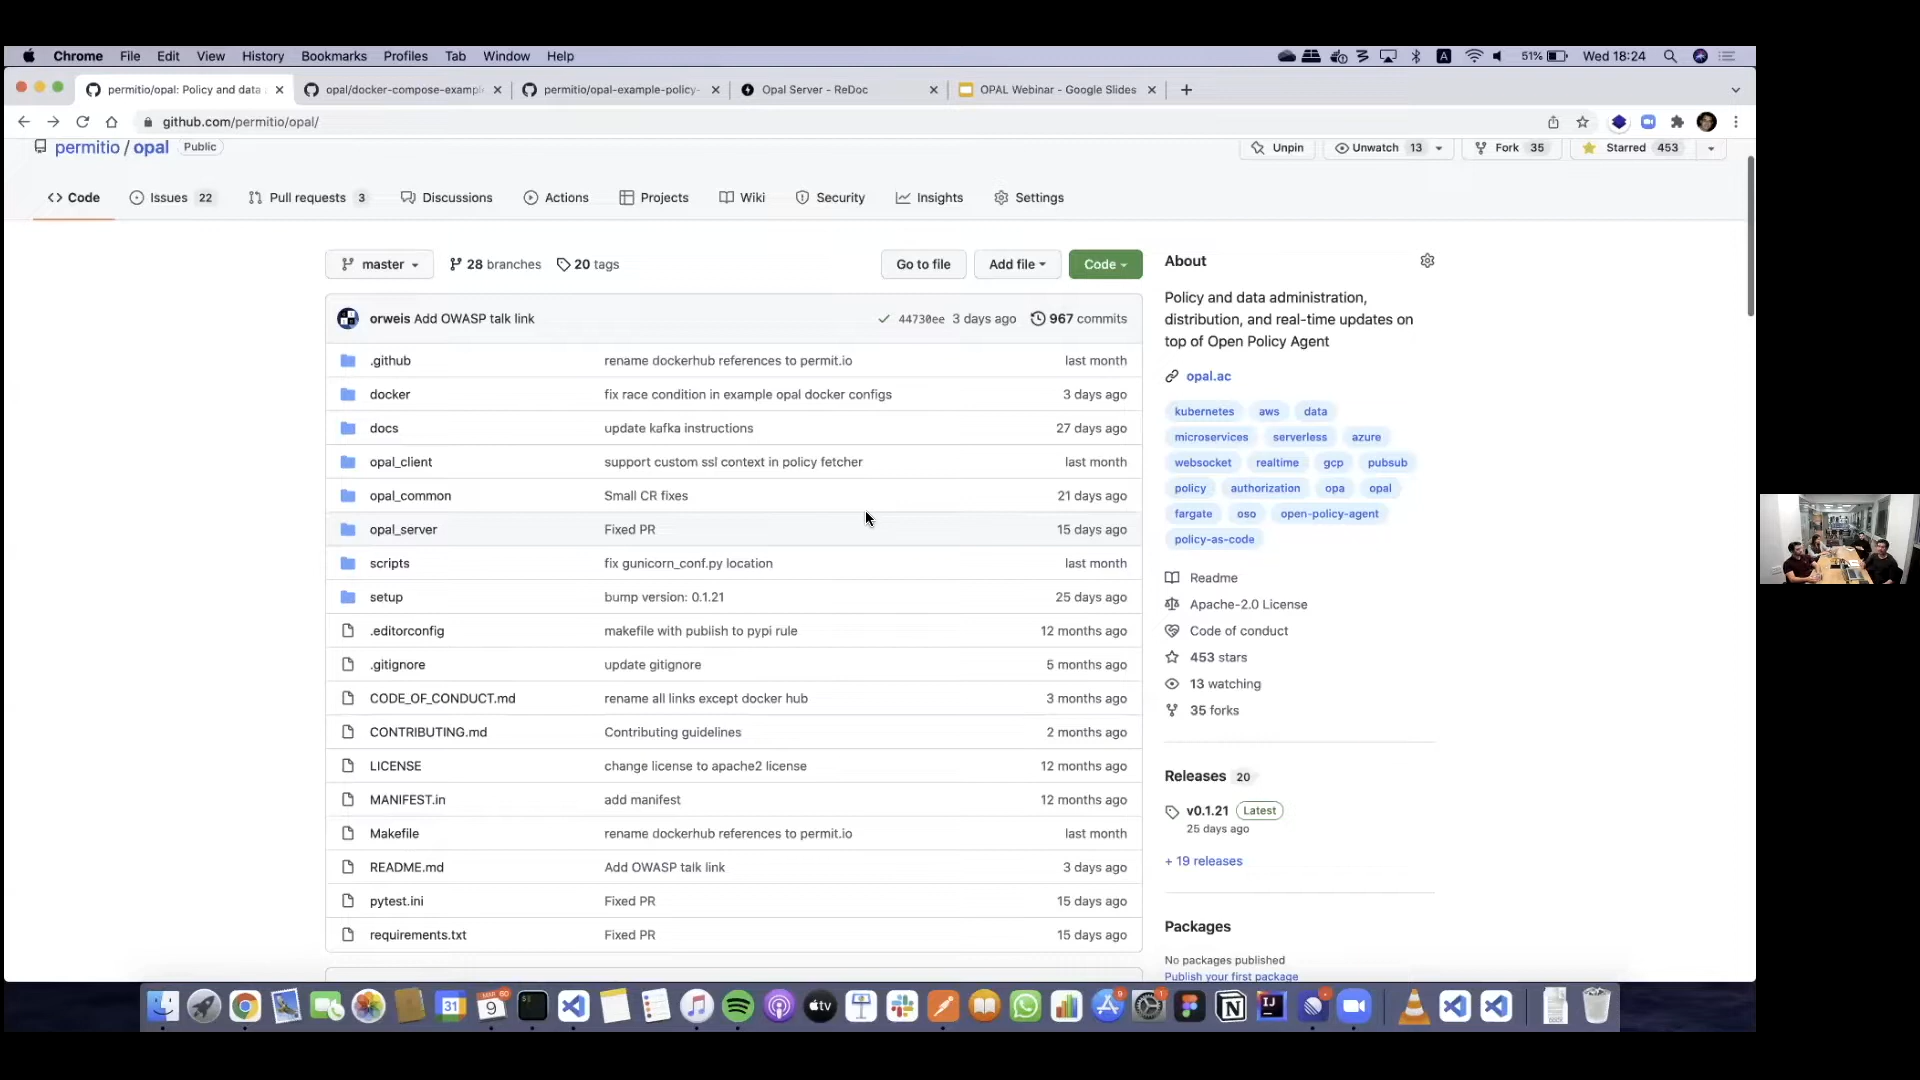 Chrome File Edit View History Bookmarks Profiles Tab Window Help 51% Wed 18:24
permitio/opal: Policy and data opal/docker-compose-exampl permitio/opal-example-policy- Opal Server - ReDoc OPAL Webinar - Google Slides
github.com/permitio/opal/
permitio / opal Public Unpin Unwatch 13 Fork 35 Starred 453
Code Issues 22 Pull requests 3 Discussions Actions Projects Wiki Security Insights Settings
master 28 branches 20 tags Go to file Add file Code
orweis Add OWASP talk link 44730ee 3 days ago 967 commits
.github rename dockerhub references to permit.io last month
docker fix race condition in example opal docker configs 3 days ago
docs update kafka instructions 27 days ago
opal_client support custom ssl context in policy fetcher last month
opal_common Small CR fixes 21 days ago
opal_server Fixed PR 15 days ago
scripts fix gunicorn_conf.py location last month
setup bump version: 0.1.21 25 days ago
.editorconfig makefile with publish to pypi rule 12 months ago
.gitignore update gitignore 5 months ago
CODE_OF_CONDUCT.md rename all links except docker hub 3 months ago
CONTRIBUTING.md Contributing guidelines 2 months ago
LICENSE change license to apache2 license 12 months ago
MANIFEST.in add manifest 12 months ago
Makefile rename dockerhub references to permit.io last month
README.md Add OWASP talk link 3 days ago
pytest.ini Fixed PR 15 days ago
requirements.txt Fixed PR 15 days ago
About
Policy and data administration,
distribution, and real-time updates on
top of Open Policy Agent
opal.ac
kubernetes aws data
microservices serverless azure
websocket realtime gcp pubsub
policy authorization opa opal
fargate oso open-policy-agent
policy-as-code
Readme
Apache-2.0 License
Code of conduct
453 stars
13 watching
35 forks
Releases 20
v0.1.21 Latest
25 days ago
+ 19 releases
Packages
No packages published
Publish your first package